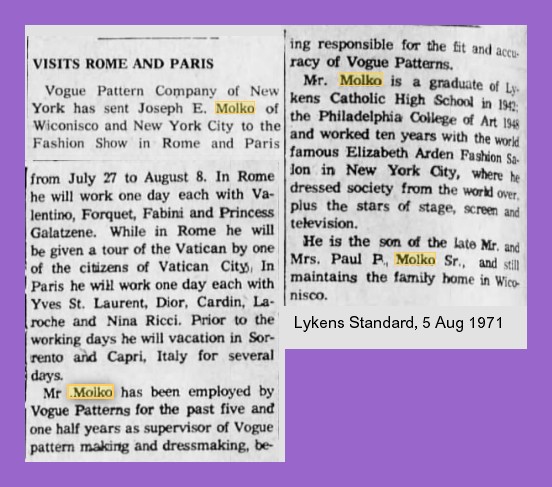 VISITS ROME AND PARIS
Vogue Pattern Company of New
York has sent Joseph E. Molko of
Wiconisco and New York City to the
Fashion Show in Rome and Paris
from July 27 to August 8. In Rome
he will work one day each with Va-
lentino, Forquet, Fabini and Princess
Galatzene. While in Rome he will
be given a tour of the Vatican by one
of the citizens of Vatican City. In
Paris he will work one day each with
Yves St. Laurent, Dior, Cardin, La-
roche and Nina Ricci. Prior to the
working days he will vacation in Sor-
rento and Capri, Italy for several
days.
Mr Molko has been employed by
Vogue Patterns for the past five and
one half years as supervisor of Vogue
pattern making and dressmaking, be-
ing responsible for the fit and accu-
racy of Vogue Patterns.
Mr. Molko is a graduate of Ly-
kens Catholic High School in 1942;
the Philadelphia College of Art 1948
and worked ten years with the world
famous Elizabeth Arden Fashion Sa-
lon in New York City, where he
dressed society from the world over,
plus the stars of stage, screen and
television.
He is the son of the late Mr. and
Mrs. Paul P., Molko Sr., and still
maintains the family home in Wico-
nisco.
Lykens Standard, 5 Aug 1971